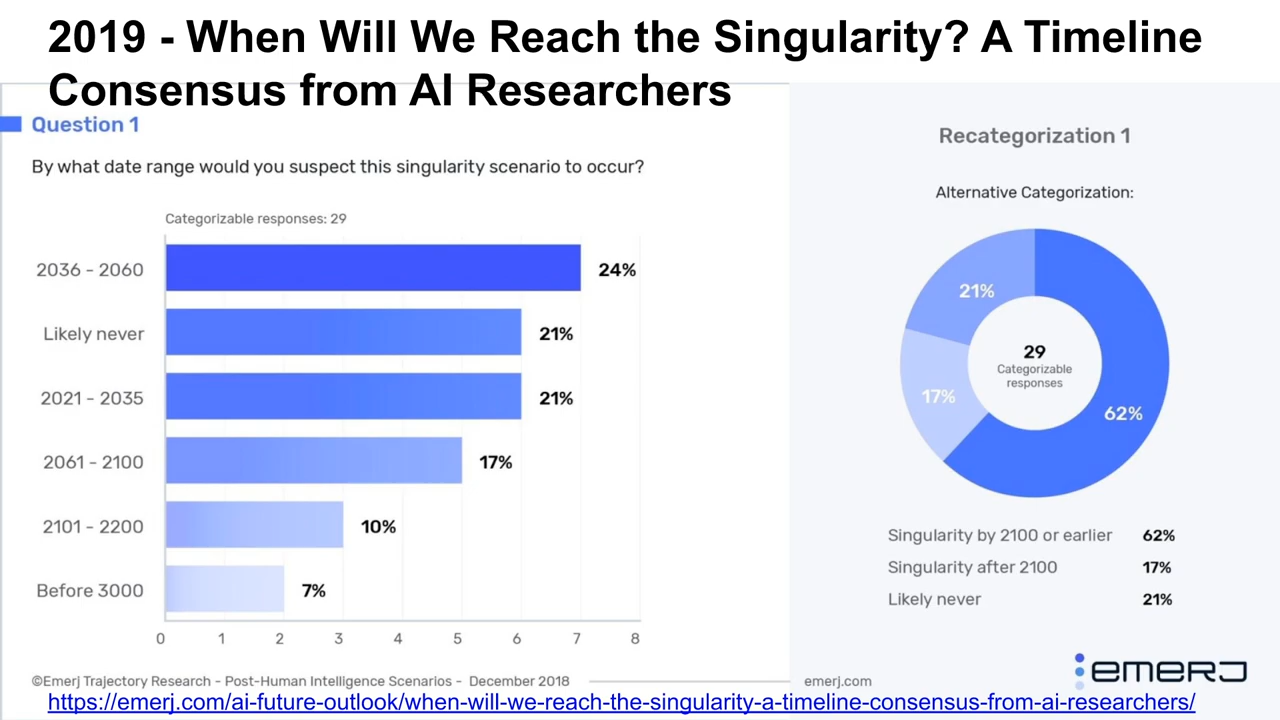 2019 - When Will We Reach the Singularity? A Timeline
Consensus from AI Researchers
Question 1
By what date range would you suspect this singularity scenario to occur?
Categorizable responses: 29
2036 - 2060 24%
Likely never 21%
2021 - 2035 21%
2061 - 2100 17%
2101 - 2200 10%
Before 3000 7%
0 1 2 3 4 5 6 7 8
©Emerj Trajectory Research - Post-Human Intelligence Scenarios - December 2018
Recategorization 1
Alternative Categorization:
21%
17%
62%
29
Categorizable
responses
Singularity by 2100 or earlier 62%
Singularity after 2100 17%
Likely never 21%
emerj.com
emerj
https://emerj.com/ai-future-outlook/when-will-we-reach-the-singularity-a-timeline-consensus-from-ai-researchers/